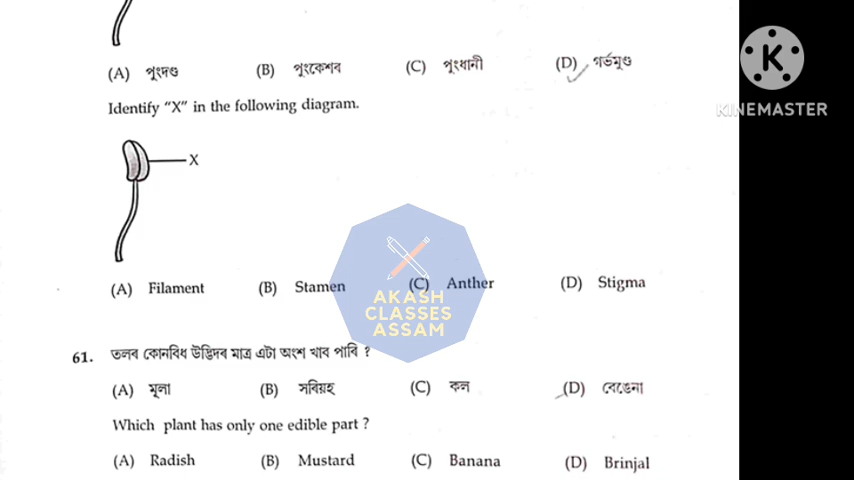 (A) পুংদণ্ড (B) পুংকেশৰ (C) পুংধানী (D) গৰ্ভমুণ্ড
Identify "X" in the following diagram.
X
(A) Filament (B) Stamen (C) Anther (D) Stigma
61. তলৰ কোনবিধ উদ্ভিদৰ মাত্ৰ এটা অংশ খাব পাৰি ?
(A) মূলা (B) সৰিয়হ (C) কল (D) বেঙেনা
Which plant has only one edible part ?
(A) Radish (B) Mustard (C) Banana (D) Brinjal
AKASH
CLASSES
ASSAM
K
KINEMASTER